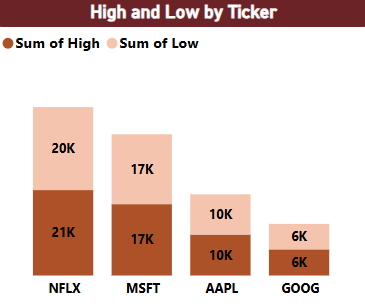 High and Low by Ticker
Sum of High Sum of Low
20K
17K
21K
17K
10K
10K
6K
6K
NFLX MSFT AAPL GOOG